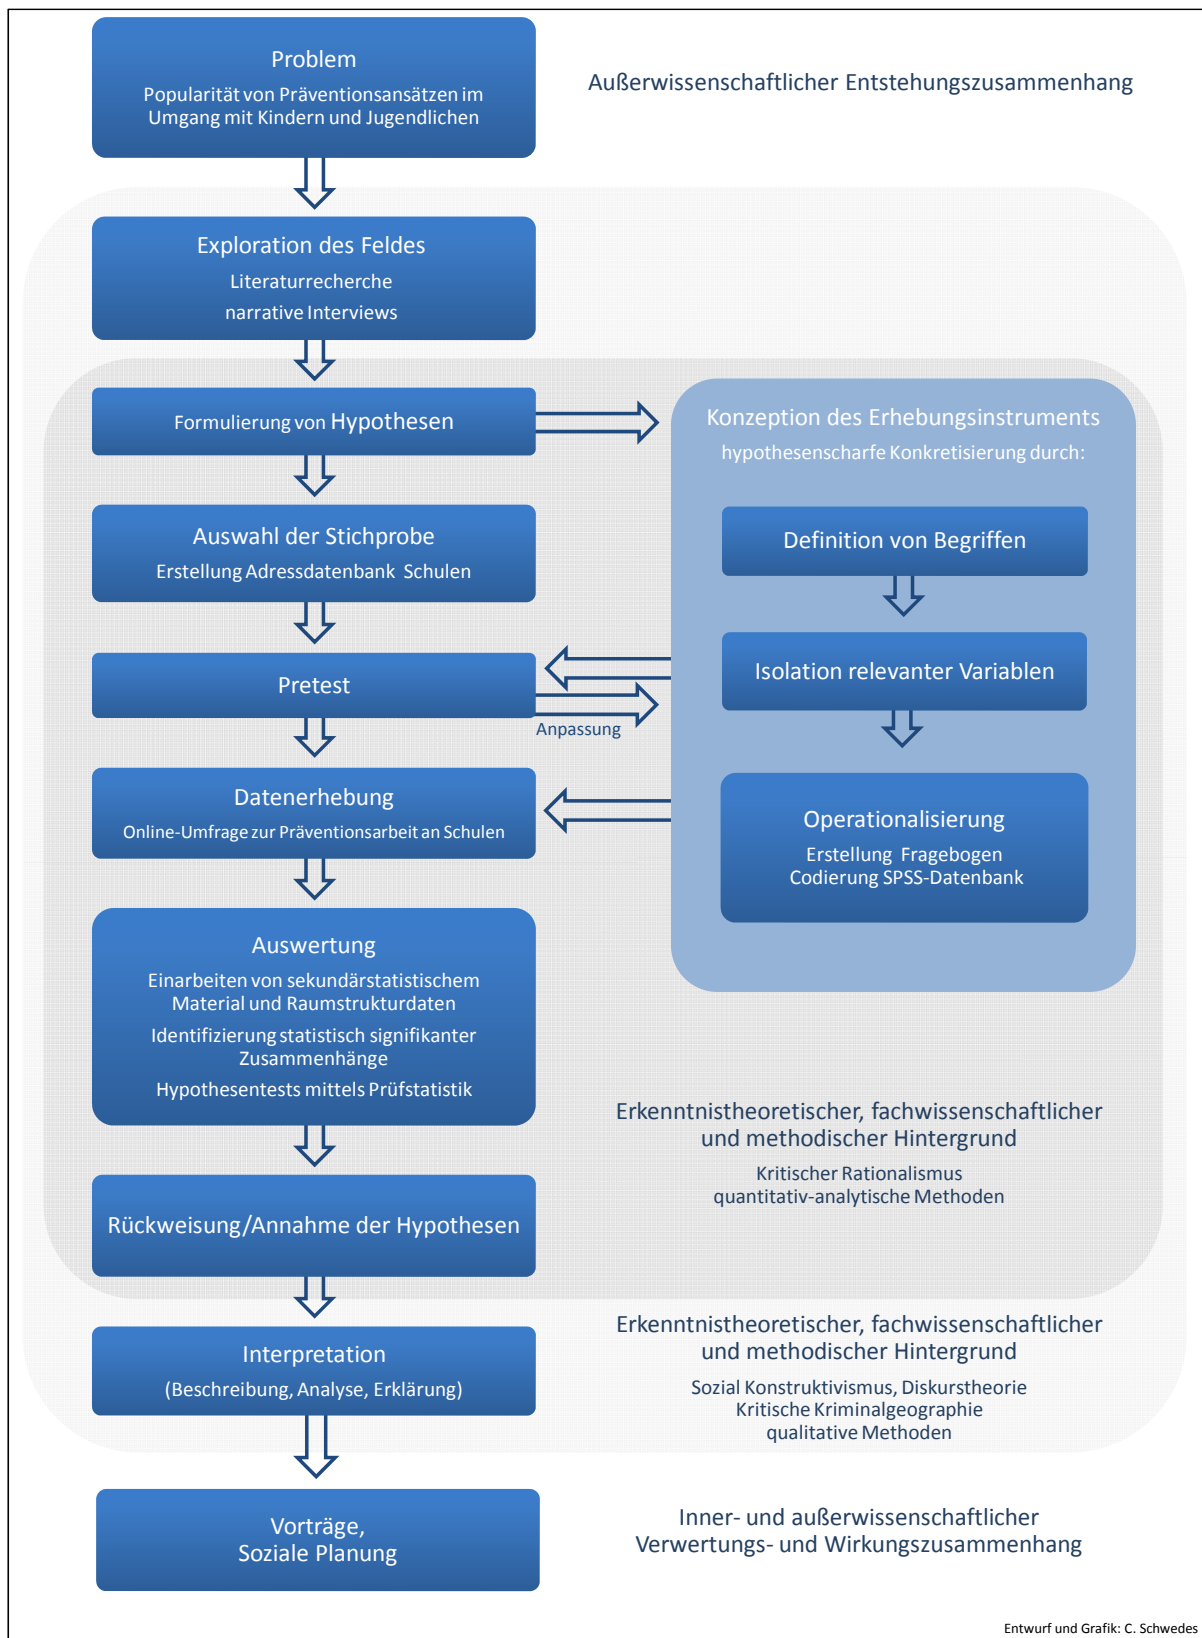 Problem
Popularität von Präventionsansätzen im
Umgang mit Kindern und Jugendlichen
Außerwissenschaftlicher Entstehungszusammenhang
Exploration des Feldes
Literaturrecherche
narrative Interviews
Formulierung von Hypothesen
Konzeption des Erhebungsinstruments
hypothesenscharfe Konkretisierung durch:
Auswahl der Stichprobe
Erstellung Adressdatenbank Schulen
Definition von Begriffen
Pretest
Anpassung
Isolation relevanter Variablen
Datenerhebung
Online-Umfrage zur Präventionsarbeit an Schulen
Operationalisierung
Erstellung Fragebogen
Codierung SPSS-Datenbank
Auswertung
Einarbeiten von sekundärstatistischem
Material und Raumstrukturdaten
Identifizierung statistisch signifikanter
Zusammenhänge
Hypothesentests mittels Prüfstatistik
Erkenntnistheoretischer, fachwissenschaftlicher
und methodischer Hintergrund
Kritischer Rationalismus
quantitativ-analytische Methoden
Rückweisung/Annahme der Hypothesen
Interpretation
(Beschreibung, Analyse, Erklärung)
Erkenntnistheoretischer, fachwissenschaftlicher
und methodischer Hintergrund
Sozial Konstruktivismus, Diskurstheorie
Kritische Kriminalgeographie
qualitative Methoden
Vorträge,
Soziale Planung
Inner- und außerwissenschaftlicher
Verwertungs- und Wirkungszusammenhang
Entwurf und Grafik: C. Schwedes